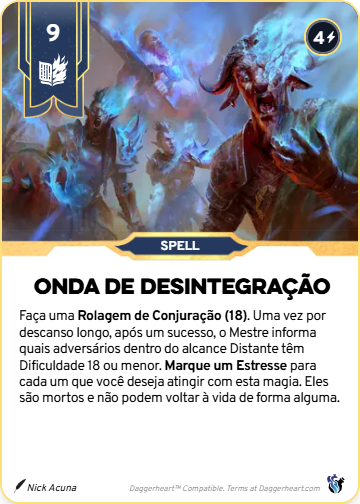 9
4
SPELL
ONDA DE DESINTEGRAÇÃO
Faça uma Rolagem de Conjuração (18). Uma vez por
descanso longo, após um sucesso, o Mestre informa
quais adversários dentro do alcance Distante têm
Dificuldade 18 ou menor. Marque um Estresse para
cada um que você deseja atingir com esta magia. Eles
são mortos e não podem voltar à vida de forma alguma.
Nick Acuna
Daggerheart™ Compatible. Terms at Daggerheart.com